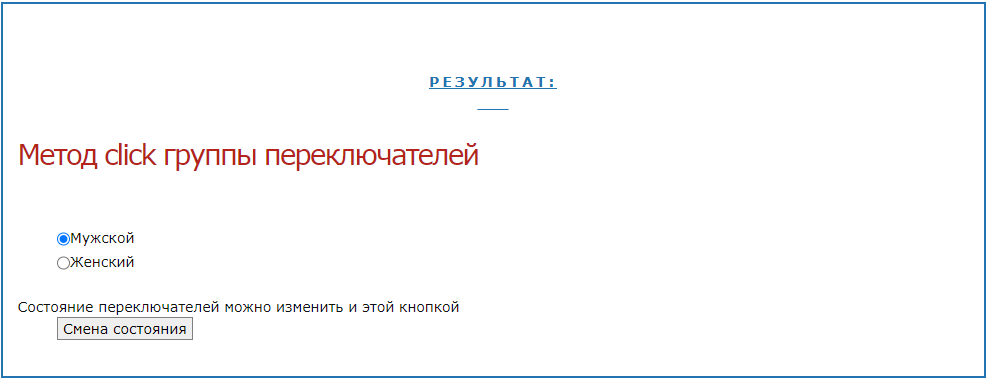 РЕЗУЛЬТАТ:
Метод click группы переключателей
Мужской
Женский
Состояние переключателей можно изменить и этой кнопкой
Смена состояния